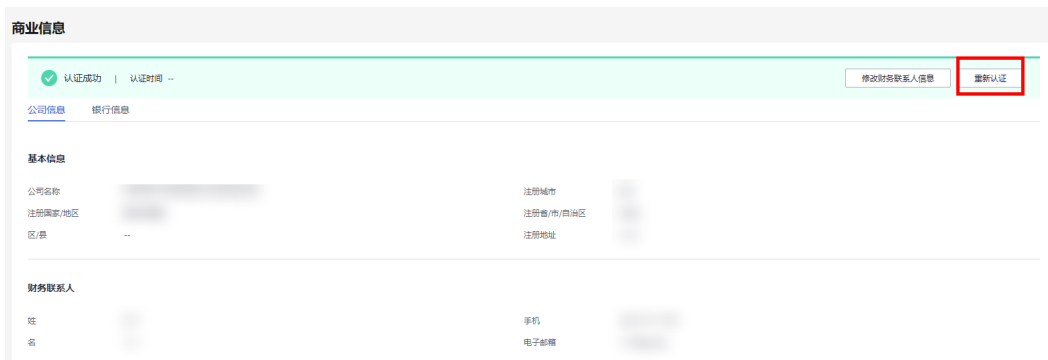 商业信息
认证成功 | 认证时间 -- 修改财务联系人信息 重新认证
公司信息 银行信息
基本信息
公司名称 注册城市
注册国家/地区 注册省/市/自治区
区/县 -- 注册地址
财务联系人
姓 手机
名 电子邮箱